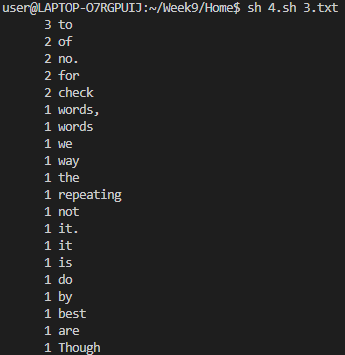 user@LAPTOP-O7RGPUIJ:~/Week9/Home$ sh 4.sh 3.txt
3 to
2 of
2 no.
2 for
2 check
1 words,
1 words
1 we
1 way
1 the
1 repeating
1 not
1 it.
1 it
1 is
1 do
1 by
1 best
1 are
1 Though